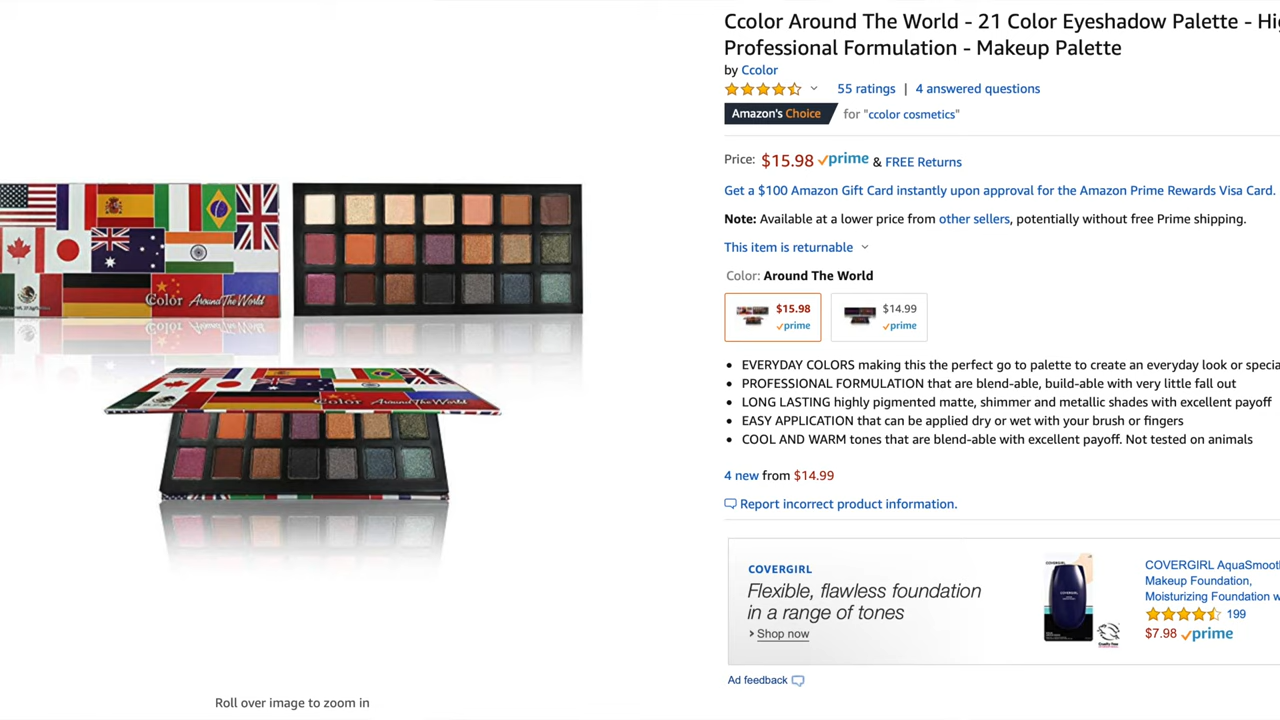 Ccolor Around The World - 21 Color Eyeshadow Palette - Hi
Professional Formulation - Makeup Palette
by Ccolor
55 ratings | 4 answered questions
Amazon's Choice for "ccolor cosmetics"
Price: $15.98 prime & FREE Returns
Get a $100 Amazon Gift Card instantly upon approval for the Amazon Prime Rewards Visa Card.
Note: Available at a lower price from other sellers, potentially without free Prime shipping.
This item is returnable
Color: Around The World
$15.98
prime
$14.99
prime
• EVERYDAY COLORS making this the perfect go to palette to create an everyday look or specia
• PROFESSIONAL FORMULATION that are blend-able, build-able with very little fall out
• LONG LASTING highly pigmented matte, shimmer and metallic shades with excellent payoff
• EASY APPLICATION that can be applied dry or wet with your brush or fingers
• COOL AND WARM tones that are blend-able with excellent payoff. Not tested on animals
4 new from $14.99
Report incorrect product information.
COVERGIRL
Flexible, flawless foundation
in a range of tones
› Shop now
COVERGIRL AquaSmoot
Makeup Foundation,
Moisturizing Foundation w
199
$7.98 prime
Ad feedback
Ccolor Around The World
Ccolor Around The World
Roll over image to zoom in